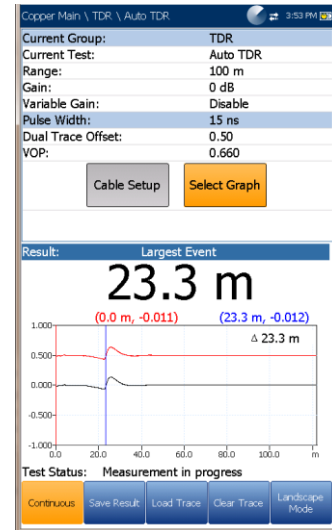 Copper Main \ TDR \ Auto TDR 3:53 PM
Current Group: TDR
Current Test: Auto TDR
Range: 100 m
Gain: 0 dB
Variable Gain: Disable
Pulse Width: 15 ns
Dual Trace Offset: 0.50
VOP: 0.660
Cable Setup Select Graph
Result: Largest Event
23.3 m
(0.0 m, -0.011) (23.3 m, -0.012)
1.000
Δ 23.3 m
0.500
0.000
-0.500
-1.000
0.0 20.0 40.0 60.0 80.0 100.0 m
Test Status: Measurement in progress
Continuous Save Result Load Trace Clear Trace Landscape
Mode